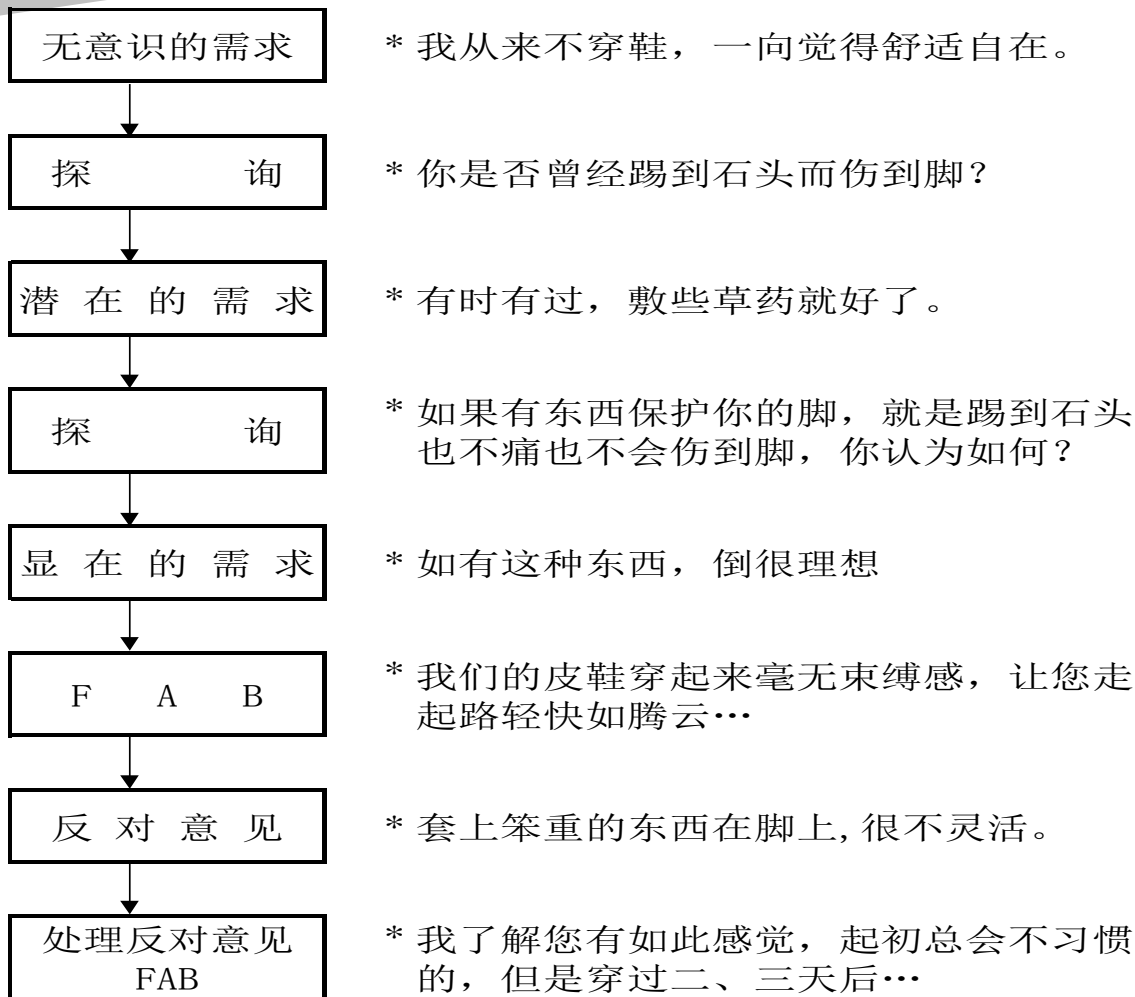 无意识的需求
* 我从来不穿鞋，一向觉得舒适自在。
探 询
* 你是否曾经踢到石头而伤到脚？
潜 在 的 需 求
* 有时有过，敷些草药就好了。
探 询
* 如果有东西保护你的脚，就是踢到石头
也不痛也不会伤到脚，你认为如何？
显 在 的 需 求
* 如有这种东西，倒很理想
F A B
* 我们的皮鞋穿起来毫无束缚感，让您走
起路轻快如腾云…
反 对 意 见
* 套上笨重的东西在脚上,很不灵活。
处理反对意见
FAB
* 我了解您有如此感觉，起初总会不习惯
的，但是穿过二、三天后…